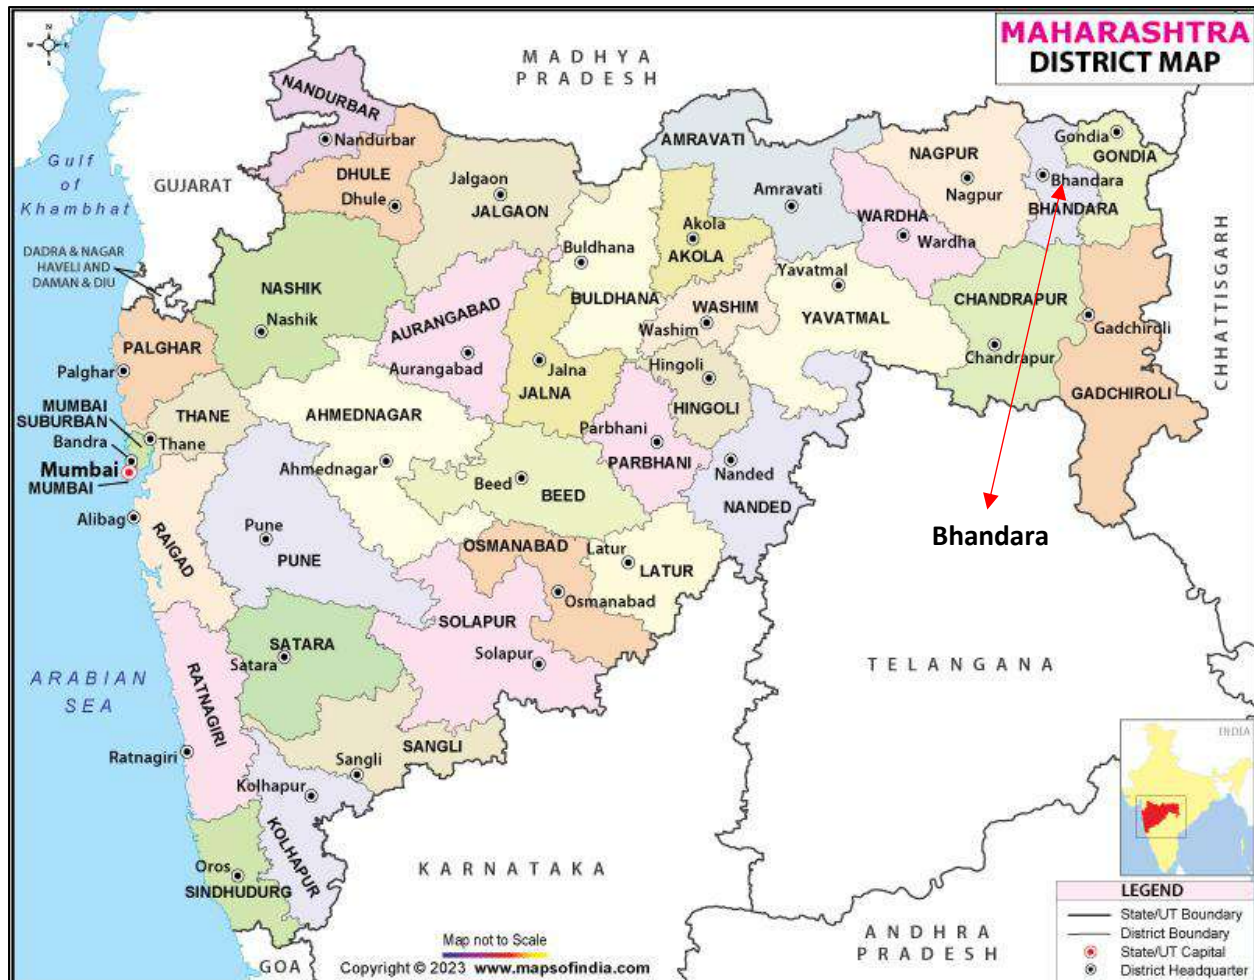 MAHARASHTRA
DISTRICT MAP
N
W
E
S
MADHYA
PRADESH
NANDURBAR
Nandurbar
Gulf
of
Khambhat
GUJARAT
DHULE
Dhule
Jalgaon
JALGAON
AMRAVATI
Amravati
NAGPUR
Nagpur
Gondia
GONDIA
Bhandara
BHANDARA
WARDHA
Wardha
Akola
AKOLA
Buldhana
BULDHANA
DADRA & NAGAR
HAVELI AND
DAMAN & DIU
NASHIK
Nashik
AURANGABAD
Aurangabad
Jalna
JALNA
WASHIM
Washim
Yavatmal
YAVATMAL
CHANDRAPUR
Chandrapur
Gadchiroli
GADCHIROLI
CHHATTISGARH
PALGHAR
Palghar
THANE
Thane
MUMBAI
SUBURBAN
Bandra
Mumbai
MUMBAI
Alibag
RAIGAD
AHMEDNAGAR
Ahmednagar
Hingoli
HINGOLI
Parbhani
PARBHANI
Nanded
NANDED
Beed
BEED
Bhandara
Pune
PUNE
OSMANABAD
Osmanabad
Latur
LATUR
SOLAPUR
Solapur
SATARA
Satara
ARABIAN
SEA
RATNAGIRI
Ratnagiri
SANGLI
Sangli
Kolhapur
KOLHAPUR
Oros
SINDHUDURG
TELANGANA
KARNATAKA
ANDHRA
PRADESH
GOA
INDIA
LEGEND
State/UT Boundary
District Boundary
State/UT Capital
District Headquarter
Map not to Scale
Copyright © 2023 www.mapsofindia.com